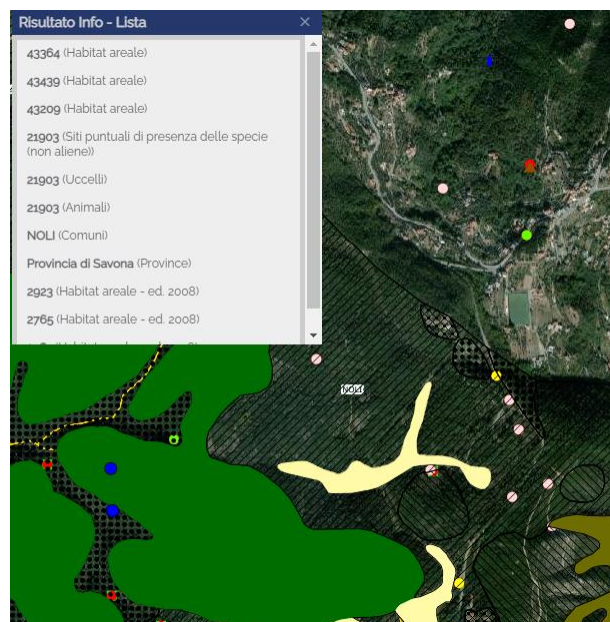 Risultato Info - Lista
43364 (Habitat areale)
43439 (Habitat areale)
43209 (Habitat areale)
21903 (Siti puntuali di presenza delle specie
(non aliene))
21903 (Uccelli)
21903 (Animali)
NOLI (Comuni)
Provincia di Savona (Province)
2923 (Habitat areale - ed. 2008)
2765 (Habitat areale - ed. 2008)
NOLI